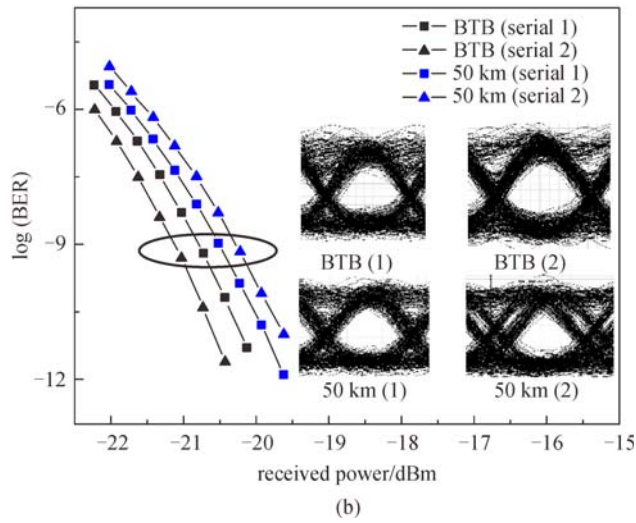 BTB (serial 1)
BTB (serial 2)
50 km (serial 1)
50 km (serial 2)
log (BER)
−6
−9
−12
BTB (1)
BTB (2)
50 km (1)
50 km (2)
−22 −21 −20 −19 −18 −17 −16 −15
received power/dBm
(b)